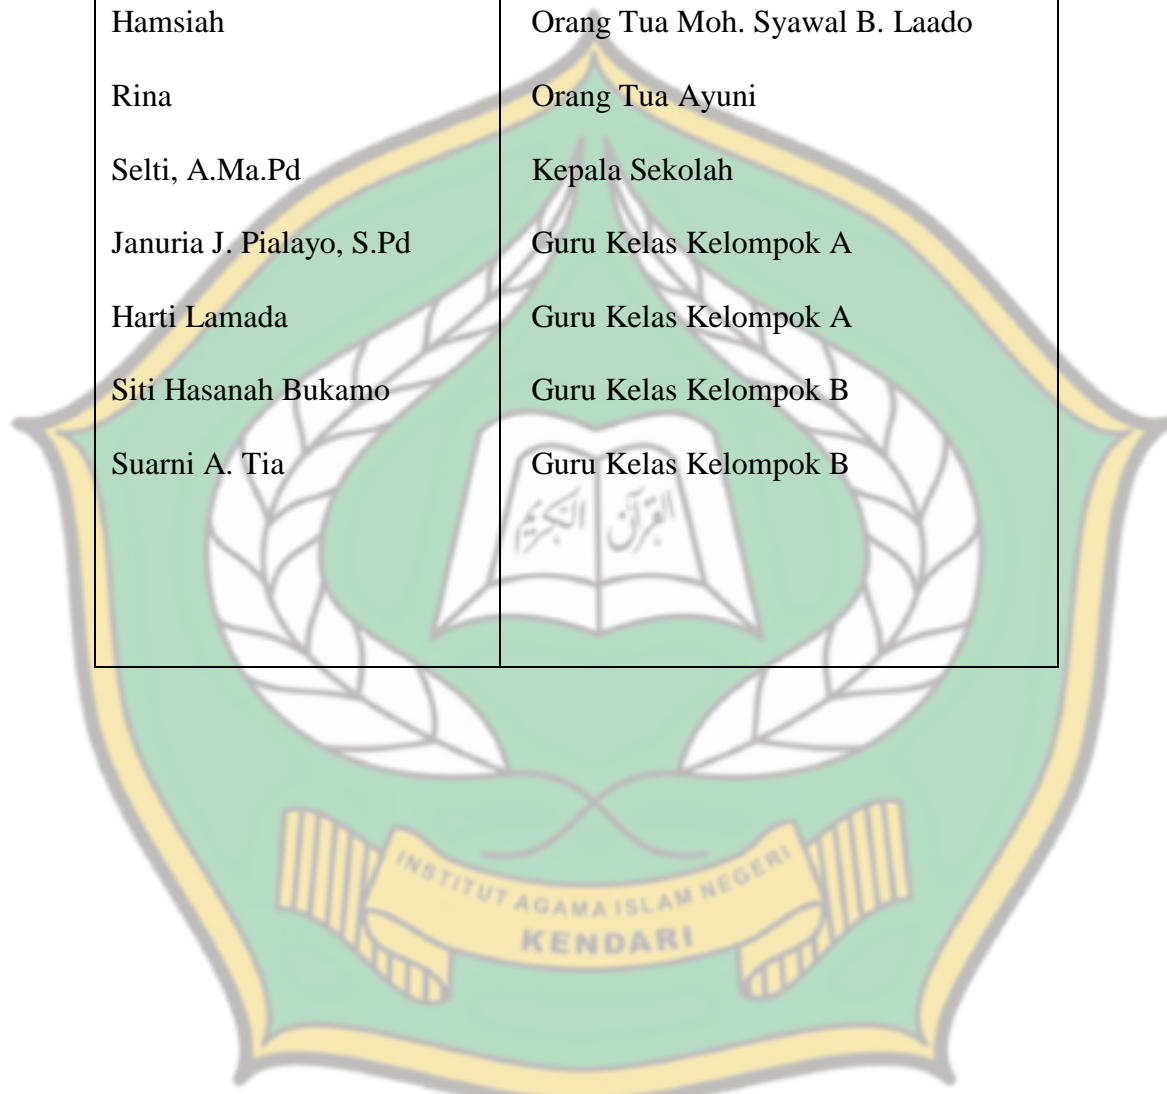 Hamsiah Orang Tua Moh. Syawal B. Laado
Rina Orang Tua Ayuni
Selti, A.Ma.Pd Kepala Sekolah
Januria J. Pialayo, S.Pd Guru Kelas Kelompok A
Harti Lamada Guru Kelas Kelompok A
Siti Hasanah Bukamo Guru Kelas Kelompok B
Suarni A. Tia Guru Kelas Kelompok B
القرآن الكريم
INSTITUT AGAMA ISLAM NEGERI
KENDARI